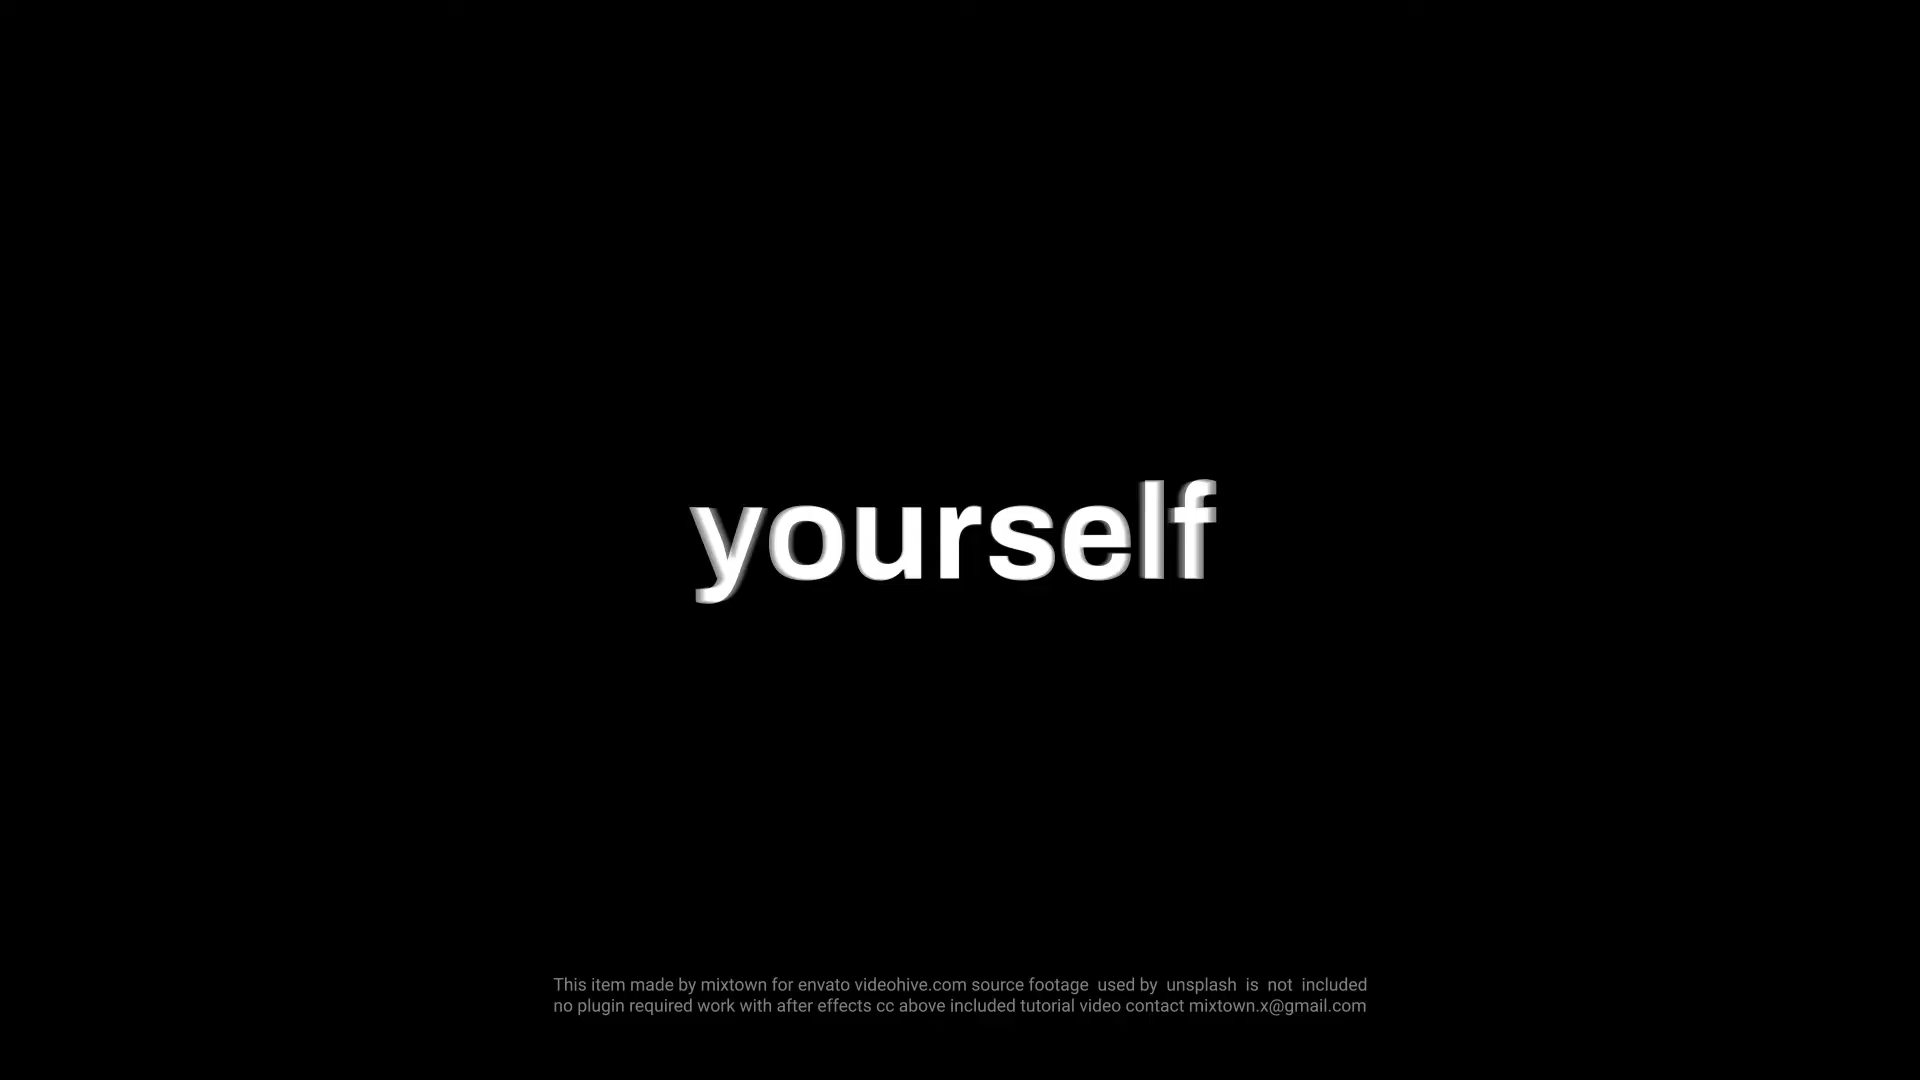 yourself
This item made by mixtown for envato videohive.com source footage used by unsplash is not included
no plugin required work with after effects cc above included tutorial video contact mixtown.x@gmail.com